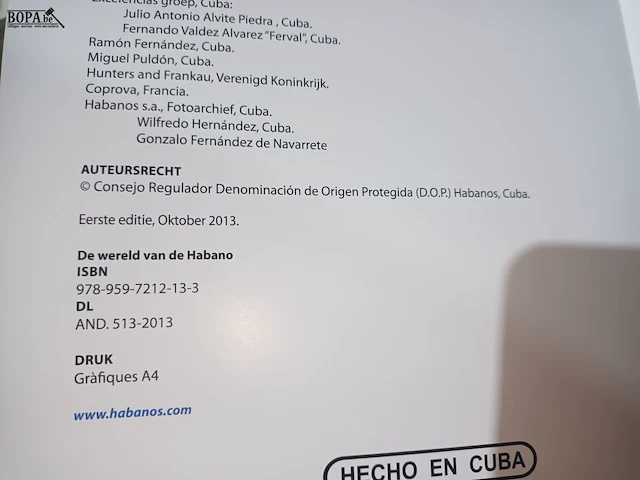 BOPA.be
Excelencias groep, Cuba:
Julio Antonio Alvite Piedra , Cuba.
Fernando Valdez Alvarez "Ferval", Cuba.
Ramón Fernández, Cuba.
Miguel Puldón, Cuba.
Hunters and Frankau, Verenigd Koninkrijk.
Coprova, Francia.
Habanos s.a., Fotoarchief, Cuba.
Wilfredo Hernández, Cuba.
Gonzalo Fernández de Navarrete
AUTEURSRECHT
© Consejo Regulador Denominación de Origen Protegida (D.O.P.) Habanos, Cuba.
Eerste editie, Oktober 2013.
De wereld van de Habano
ISBN
978-959-7212-13-3
DL
AND. 513-2013
DRUK
Gràfiques A4
www.habanos.com
HECHO EN CUBA